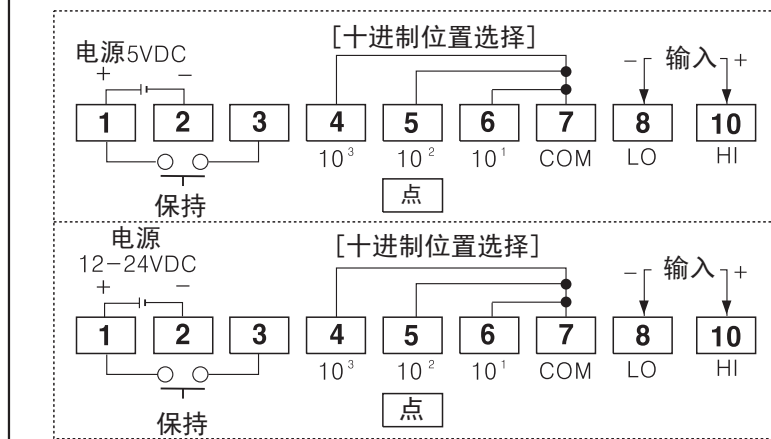 电源5VDC [十进制位置选择] − 输入 +
+ −
1 2 3 4 5 6 7 8 10
10³ 10² 10¹ COM LO HI
保持 点
电源
12−24VDC [十进制位置选择] − 输入 +
+ −
1 2 3 4 5 6 7 8 10
10³ 10² 10¹ COM LO HI
保持 点